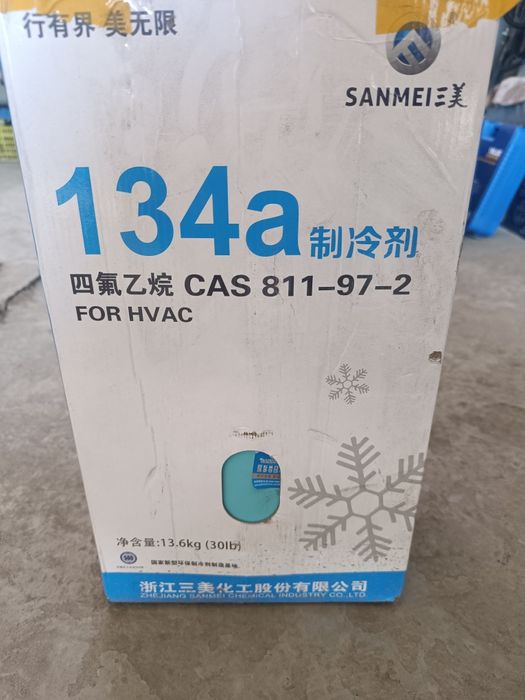 行有界 美无限
SANMEI三美
134a制冷剂
四氟乙烷 CAS 811-97-2
FOR HVAC
净含量:13.6kg (30lb)
浙江三美化工股份有限公司
ZHEJIANG SANMEI CHEMICAL INDUSTRY CO.,LTD.